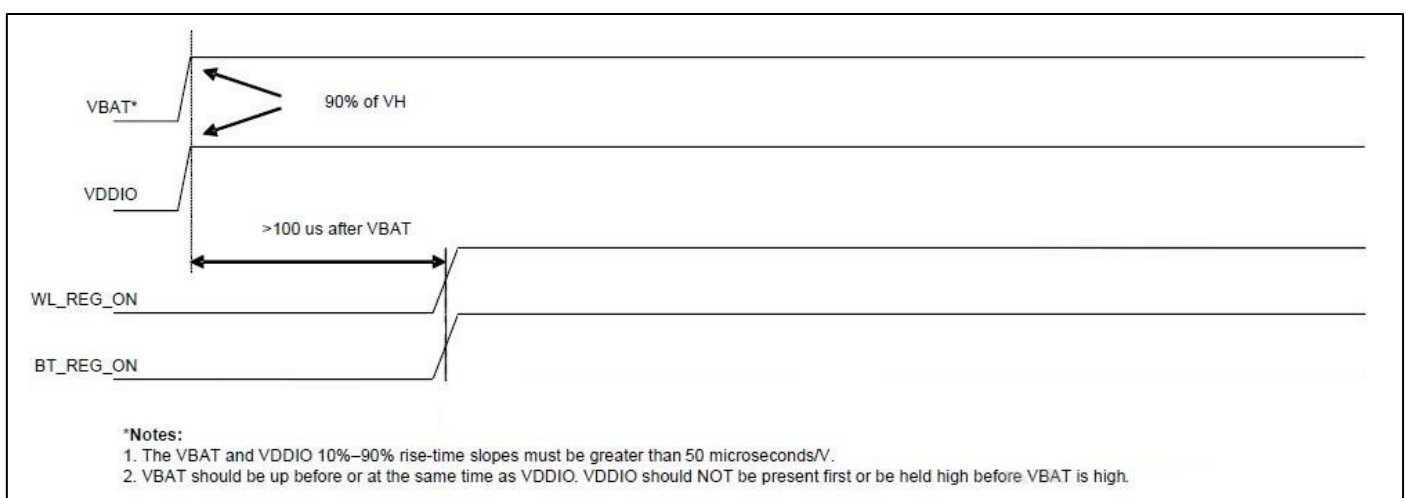 VBAT*
90% of VH
VDDIO
>100 us after VBAT
WL_REG_ON
BT_REG_ON
*Notes:
1. The VBAT and VDDIO 10%–90% rise-time slopes must be greater than 50 microseconds/V.
2. VBAT should be up before or at the same time as VDDIO. VDDIO should NOT be present first or be held high before VBAT is high.